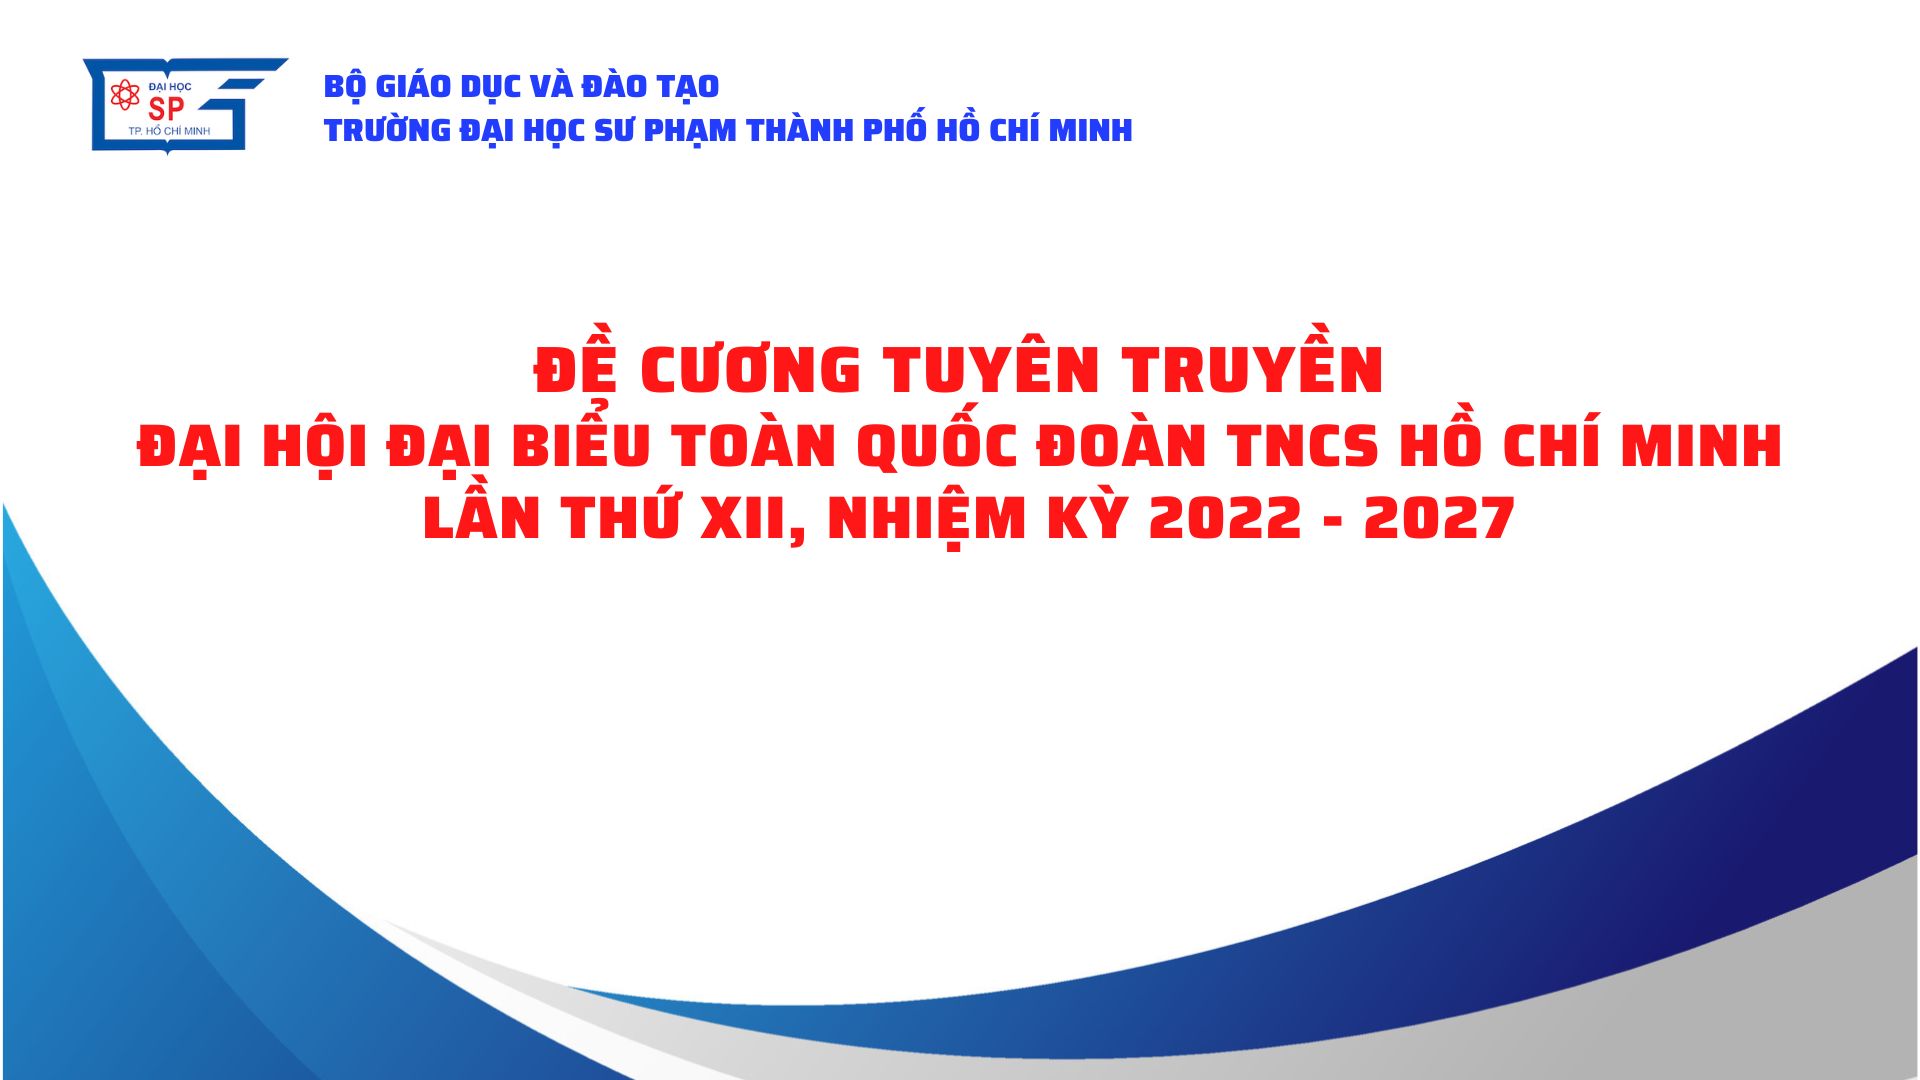 ĐẠI HỌC
SP
TP. HỒ CHÍ MINH
BỘ GIÁO DỤC VÀ ĐÀO TẠO
TRƯỜNG ĐẠI HỌC SƯ PHẠM THÀNH PHỐ HỒ CHÍ MINH
ĐỀ CƯƠNG TUYÊN TRUYỀN
ĐẠI HỘI ĐẠI BIỂU TOÀN QUỐC ĐOÀN TNCS HỒ CHÍ MINH
LẦN THỨ XII, NHIỆM KỲ 2022 - 2027